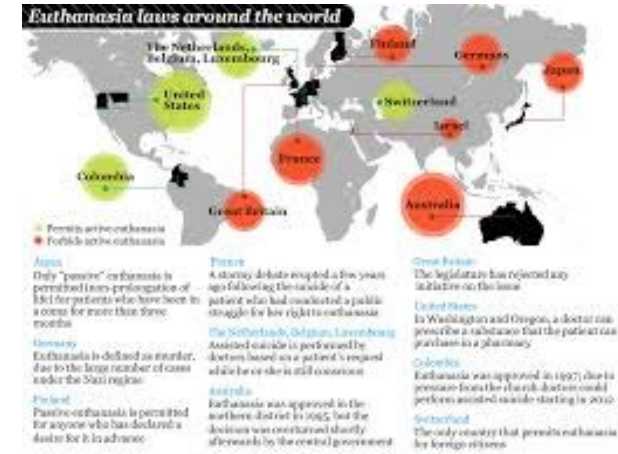 Euthanasia laws around the world
The Netherlands,
Belgium, Luxembourg
Finland
Germany
Japan
United
States
Switzerland
Israel
France
Colombia
Great Britain
Australia
Permits active euthanasia
Forbids active euthanasia
Japan
Only "passive" euthanasia is
permitted (non-prolongation of
life) for patients who have been in
a coma for more than three
months
Germany
Euthanasia is defined as murder,
due to the large number of cases
under the Nazi regime
Finland
Passive euthanasia is permitted
for anyone who has declared a
desire for it in advance
France
A stormy debate erupted a few years
ago following the suicide of a
patient who had conducted a public
struggle for her right to euthanasia
The Netherlands, Belgium, Luxembourg
Assisted suicide is performed by
doctors based on a patient's request
while he or she is still conscious
Australia
Euthanasia was approved in the
northern district in 1995, but the
decision was overturned shortly
afterwards by the central government
Great Britain
The legislature has rejected any
initiative on the issue
United States
In Washington and Oregon, a doctor can
prescribe a substance that the patient can
purchase in a pharmacy
Colombia
Euthanasia was approved in 1997; due to
pressure from the church doctors could
perform assisted suicide starting in
Switzerland
The only country that permits euthanasia
for foreign citizens